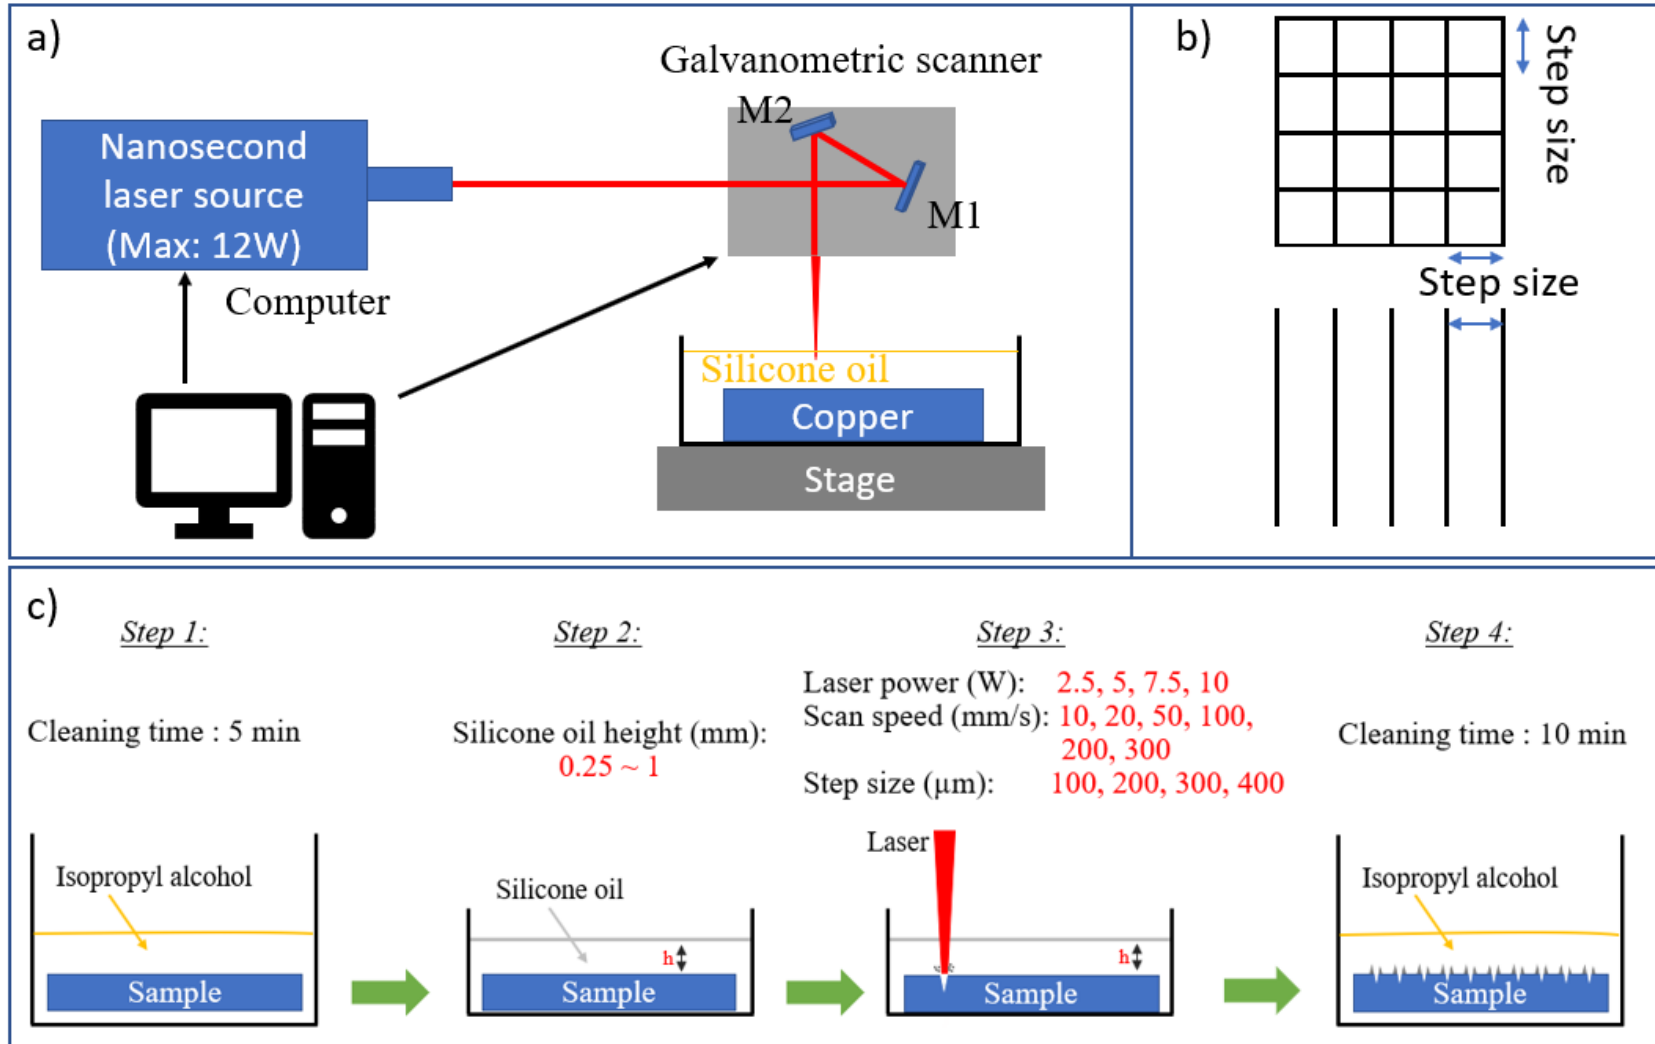 a)
Galvanometric scanner
M2
Nanosecond
laser source
(Max: 12W)
M1
Computer
Silicone oil
Copper
Stage
b)
Step size
Step size
c)
Step 1:
Cleaning time : 5 min
Isopropyl alcohol
Sample
Step 2:
Silicone oil height (mm):
0.25 ~ 1
Silicone oil
h
Sample
Step 3:
Laser power (W): 2.5, 5, 7.5, 10
Scan speed (mm/s): 10, 20, 50, 100,
200, 300
Step size (µm): 100, 200, 300, 400
Laser
h
Sample
Step 4:
Cleaning time : 10 min
Isopropyl alcohol
Sample